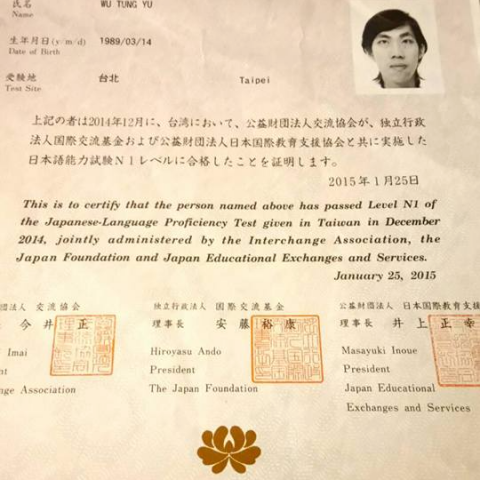 氏名 WU TUNG YU
Name
生年月日(y/m/d) 1989/03/14
Date of Birth
受験地 台北 Taipei
Test Site
上記の者は2014年12月に、台湾において、公益財団法人交流協会が、独立行政
法人国際交流基金および公益財団法人日本国際教育支援協会と共に実施した
日本語能力試験N1レベルに合格したことを証明します。
2015年1月25日
This is to certify that the person named above has passed Level N1 of
the Japanese-Language Proficiency Test given in Taiwan in December
2014, jointly administered by the Interchange Association, the
Japan Foundation and Japan Educational Exchanges and Services.
January 25, 2015
団法人 交流協会
今井 正
Imai
nge Association
独立行政法人 国際交流基金
理事長 安藤裕康
Hiroyasu Ando
President
The Japan Foundation
公益財団法人 日本国際教育支援
理事長 井上正幸
Masayuki Inoue
President
Japan Educational
Exchanges and Services